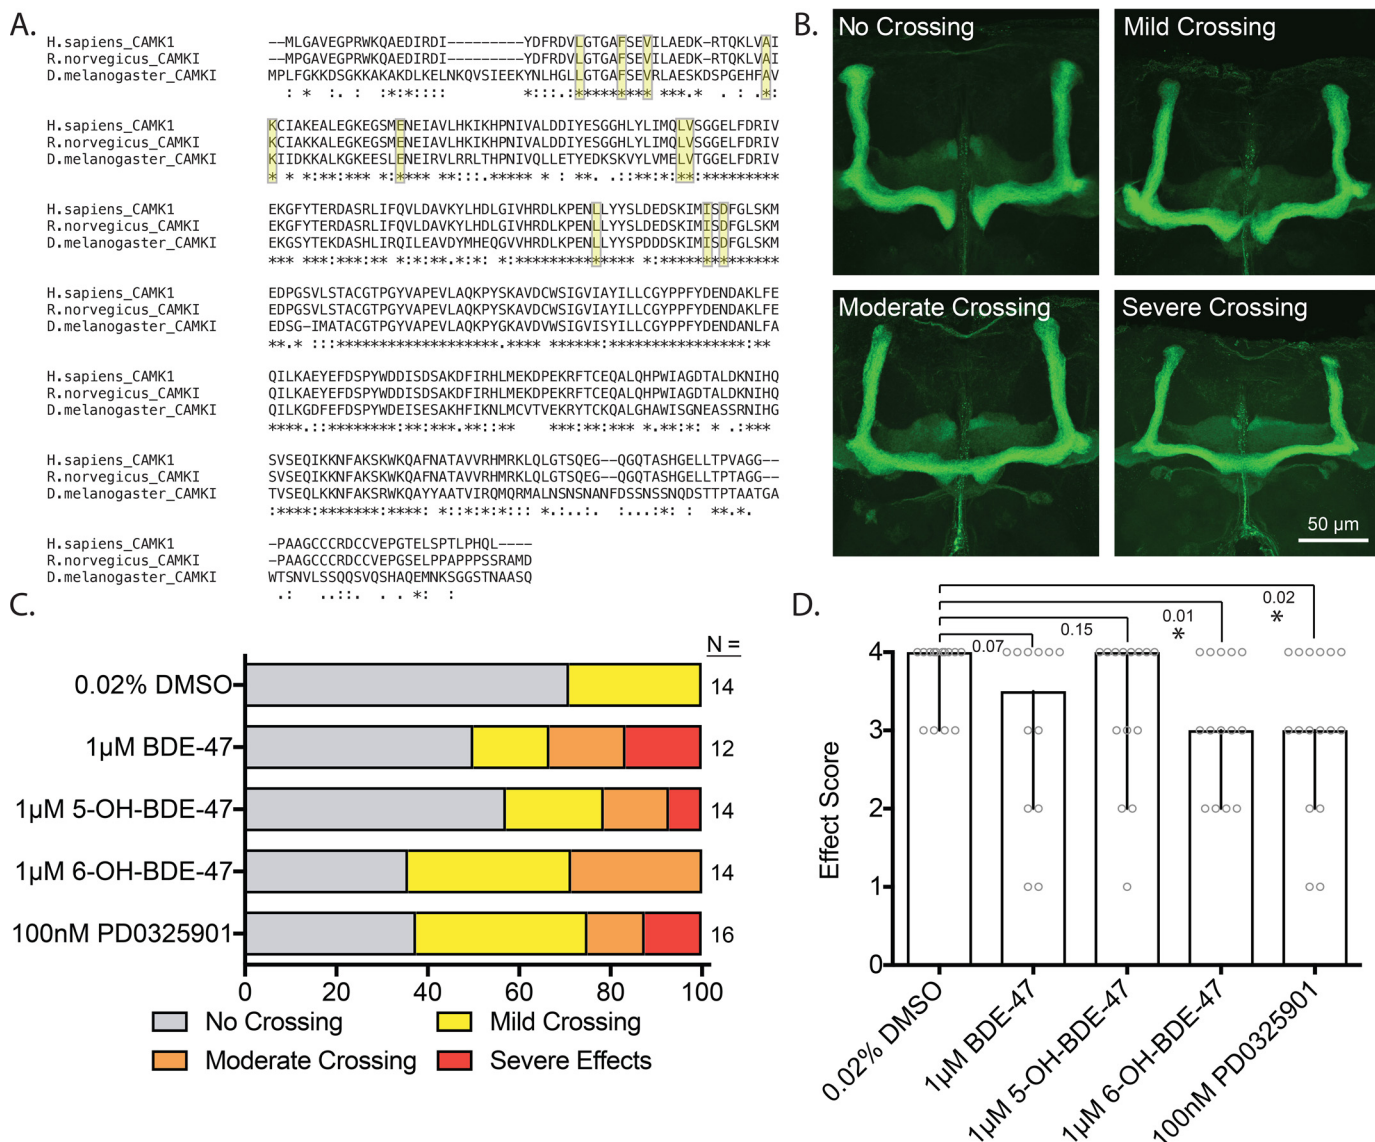 A.
H.sapiens_CAMK1 --MLGAVEGPRWKQAEDIRDI---------YDFRDVLGTGAFSEVILAEDK-RTQKLVAI
R.norvegicus_CAMKI --MPGAVEGPRWKQAEDIRDI---------YDFRDVLGTGAFSEVILAEDK-RTQKLVAI
D.melanogaster_CAMKI MPLFGKKDSGKKAKAKDLKELNKQVSIEEKYNLHGLLGTGAFSEVRLAESKDSPGEHFAV
H.sapiens_CAMK1 KCIAKEALEGKEGSMENEIAVLHKIKHPNIVALDDIYESGGHLYLIMQLVSGGELFDRIV
R.norvegicus_CAMKI KCIAKKALEGKEGSMENEIAVLHKIKHPNIVALDDIYESGGHLYLIMQLVSGGELFDRIV
D.melanogaster_CAMKI KIIDKKALKGKEESLENEIRVLRRLTHPNIVQLLETYEDKSKVYLVMELVTGGELFDRIV
H.sapiens_CAMK1 EKGFYTERDASRLIFQVLDAVKYLHDLGIVHRDLKPENLLYYSLDEDSKIMISDFGLSKM
R.norvegicus_CAMKI EKGFYTERDASRLIFQVLDAVKYLHDLGIVHRDLKPENLLYYSLDEDSKIMISDFGLSKM
D.melanogaster_CAMKI EKGSYTEKDASHLIRQILEAVDYMHEQGVVHRDLKPENLLYYSPDDDSKIMISDFGLSKM
H.sapiens_CAMK1 EDPGSVLSTACGTPGYVAPEVLAQKPYSKAVDCWSIGVIAYILLCGYPPFYDENDAKLFE
R.norvegicus_CAMKI EDPGSVLSTACGTPGYVAPEVLAQKPYSKAVDCWSIGVIAYILLCGYPPFYDENDAKLFE
D.melanogaster_CAMKI EDSG-IMATACGTPGYVAPEVLAQKPYGKAVDVWSIGVISYILLCGYPPFYDENDANLFA
H.sapiens_CAMK1 QILKAEYEFDSPYWDDISDSAKDFIRHLMEKDPEKRFTCEQALQHPWIAGDTALDKNIHQ
R.norvegicus_CAMKI QILKAEYEFDSPYWDDISDSAKDFIRHLMEKDPEKRFTCEQALQHPWIAGDTALDKNIHQ
D.melanogaster_CAMKI QILKGDFEFDSPYWDEISESAKHFIKNLMCVTVEKRYTCKQALGHAWISGNEASSRNIHG
H.sapiens_CAMK1 SVSEQIKKNFAKSKWKQAFNATAVVRHMRKLQLGTSQEG--QGQTASHGELLTPVAGG--
R.norvegicus_CAMKI SVSEQIKKNFAKSKWKQAFNATAVVRHMRKLQLGTSQEG--QGQTASHGELLTPTAGG--
D.melanogaster_CAMKI TVSEQLKKNFAKSRWKQAYYAATVIRQMQRMALNSNSNANFDSSNSSNQDSTTPTAATGA
H.sapiens_CAMK1 -PAAGCCCRDCCVEPGTELSPTLPHQL----
R.norvegicus_CAMKI -PAAGCCCRDCCVEPGSELPPAPPPSSRAMD
D.melanogaster_CAMKI WTSNVLSSQQSVQSHAQEMNKSGGSTNAASQ
B.
No Crossing
Mild Crossing
Moderate Crossing
Severe Crossing
50 µm
C.
N =
0.02% DMSO 14
1µM BDE-47 12
1µM 5-OH-BDE-47 14
1µM 6-OH-BDE-47 14
100nM PD0325901 16
0 20 40 60 80 100
No Crossing
Mild Crossing
Moderate Crossing
Severe Effects
D.
0.02
*
0.01
*
0.15
0.07
4
3
2
1
0
Effect Score
0.02% DMSO
1µM BDE-47
1µM 5-OH-BDE-47
1µM 6-OH-BDE-47
100nM PD0325901